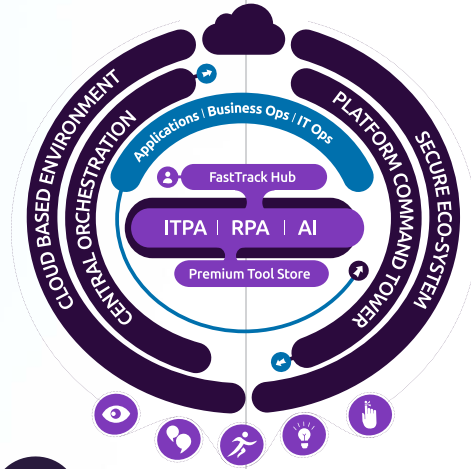 CLOUD BASED ENVIRONMENT
CENTRAL ORCHESTRATION
Applications | Business Ops | IT Ops
PLATFORM COMMAND TOWER
SECURE ECO-SYSTEM
FastTrack Hub
ITPA | RPA | AI
Premium Tool Store